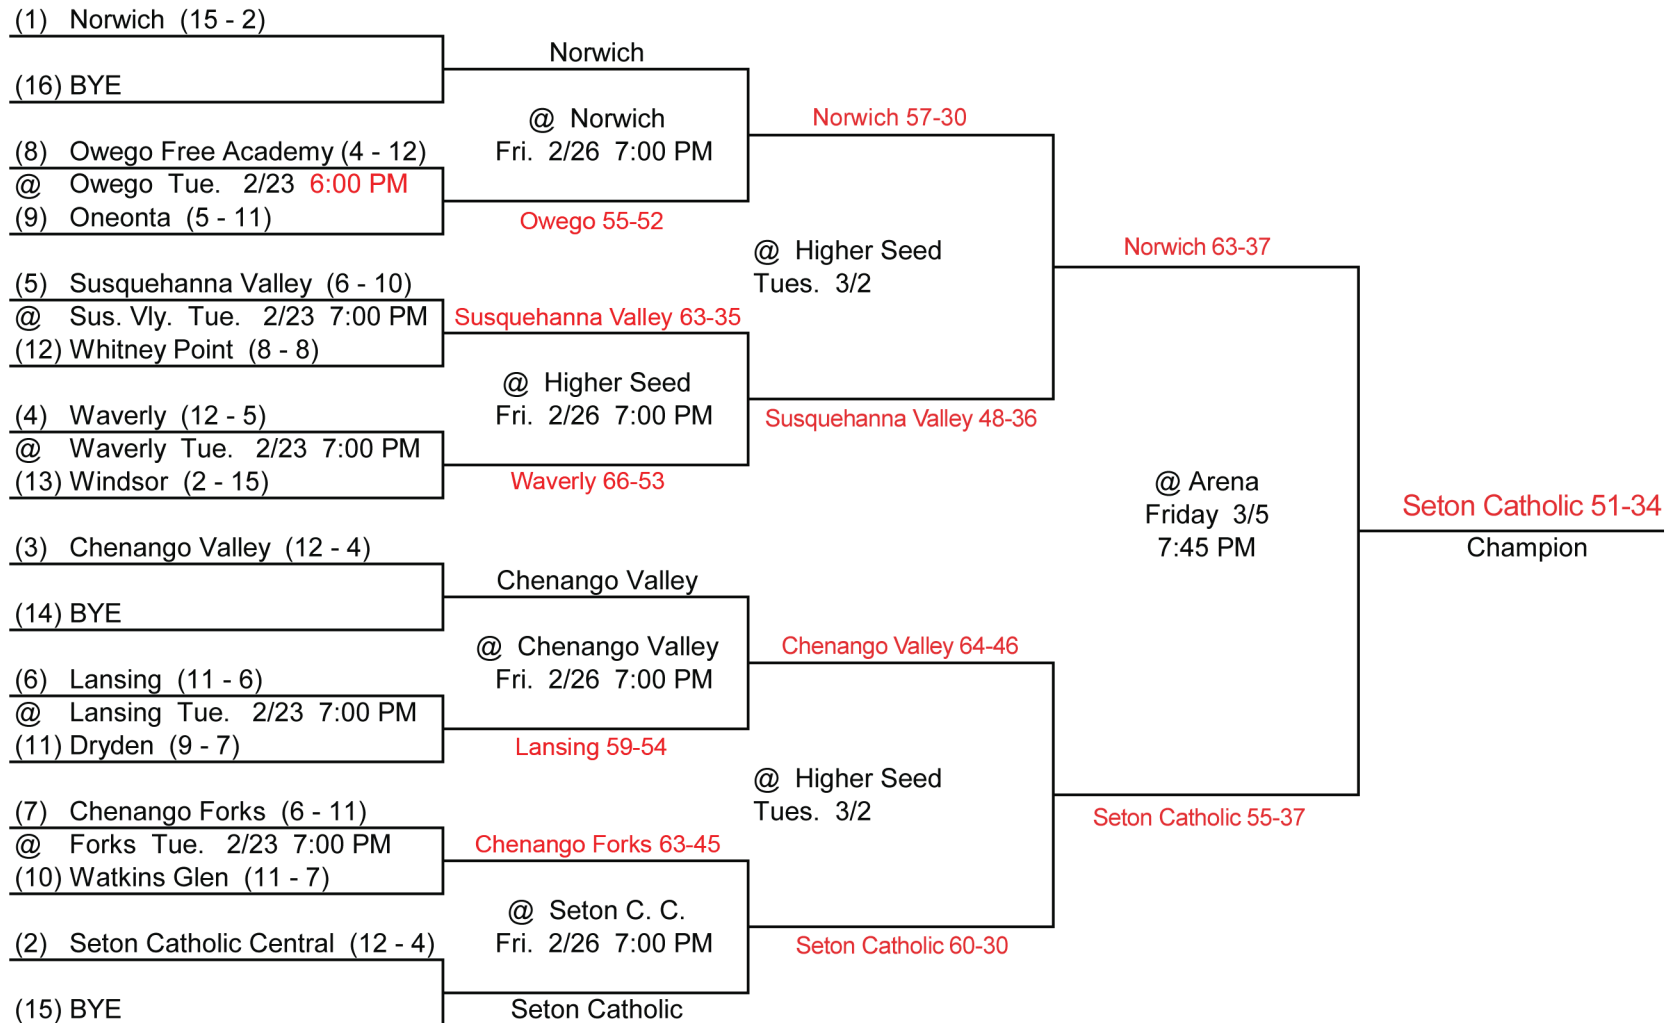 (1) Norwich (15 - 2)
(16) BYE
(8) Owego Free Academy (4 - 12)
@ Owego Tue. 2/23 6:00 PM
(9) Oneonta (5 - 11)
(5) Susquehanna Valley (6 - 10)
@ Sus. Vly. Tue. 2/23 7:00 PM
(12) Whitney Point (8 - 8)
(4) Waverly (12 - 5)
@ Waverly Tue. 2/23 7:00 PM
(13) Windsor (2 - 15)
(3) Chenango Valley (12 - 4)
(14) BYE
(6) Lansing (11 - 6)
@ Lansing Tue. 2/23 7:00 PM
(11) Dryden (9 - 7)
(7) Chenango Forks (6 - 11)
@ Forks Tue. 2/23 7:00 PM
(10) Watkins Glen (11 - 7)
(2) Seton Catholic Central (12 - 4)
(15) BYE
Norwich
@ Norwich
Fri. 2/26 7:00 PM
Owego 55-52
Susquehanna Valley 63-35
@ Higher Seed
Fri. 2/26 7:00 PM
Waverly 66-53
Chenango Valley
@ Chenango Valley
Fri. 2/26 7:00 PM
Lansing 59-54
Chenango Forks 63-45
@ Seton C. C.
Fri. 2/26 7:00 PM
Seton Catholic
Norwich 57-30
@ Higher Seed
Tues. 3/2
Susquehanna Valley 48-36
Chenango Valley 64-46
@ Higher Seed
Tues. 3/2
Seton Catholic 60-30
Norwich 63-37
@ Arena
Friday 3/5
7:45 PM
Seton Catholic 55-37
Seton Catholic 51-34
Champion